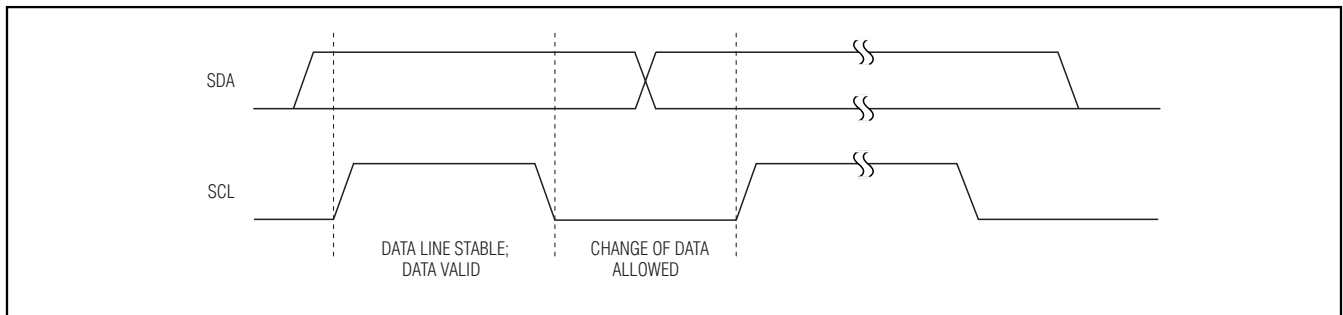 SDA
SCL
DATA LINE STABLE;
DATA VALID
CHANGE OF DATA
ALLOWED